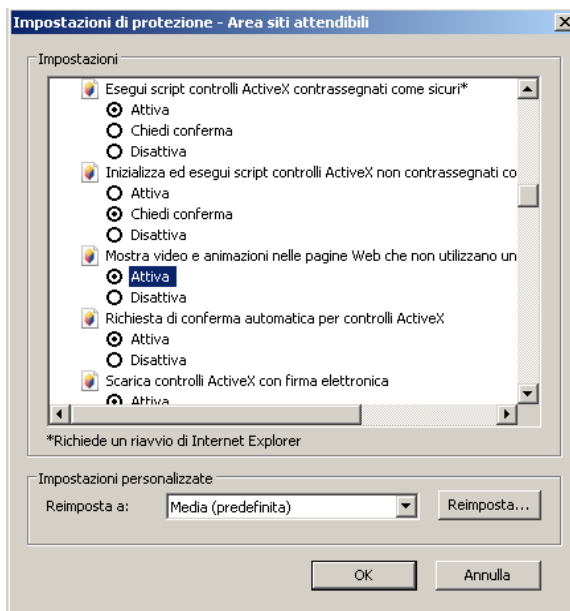 Impostazioni di protezione - Area siti attendibili
Impostazioni
Esegui script controlli ActiveX contrassegnati come sicuri*
Attiva
Chiedi conferma
Disattiva
Inizializza ed esegui script controlli ActiveX non contrassegnati co
Attiva
Chiedi conferma
Disattiva
Mostra video e animazioni nelle pagine Web che non utilizzano un
Attiva
Disattiva
Richiesta di conferma automatica per controlli ActiveX
Attiva
Disattiva
Scarica controlli ActiveX con firma elettronica
Attiva
*Richiede un riavvio di Internet Explorer
Impostazioni personalizzate
Reimposta a: Media (predefinita) Reimposta...
OK Annulla